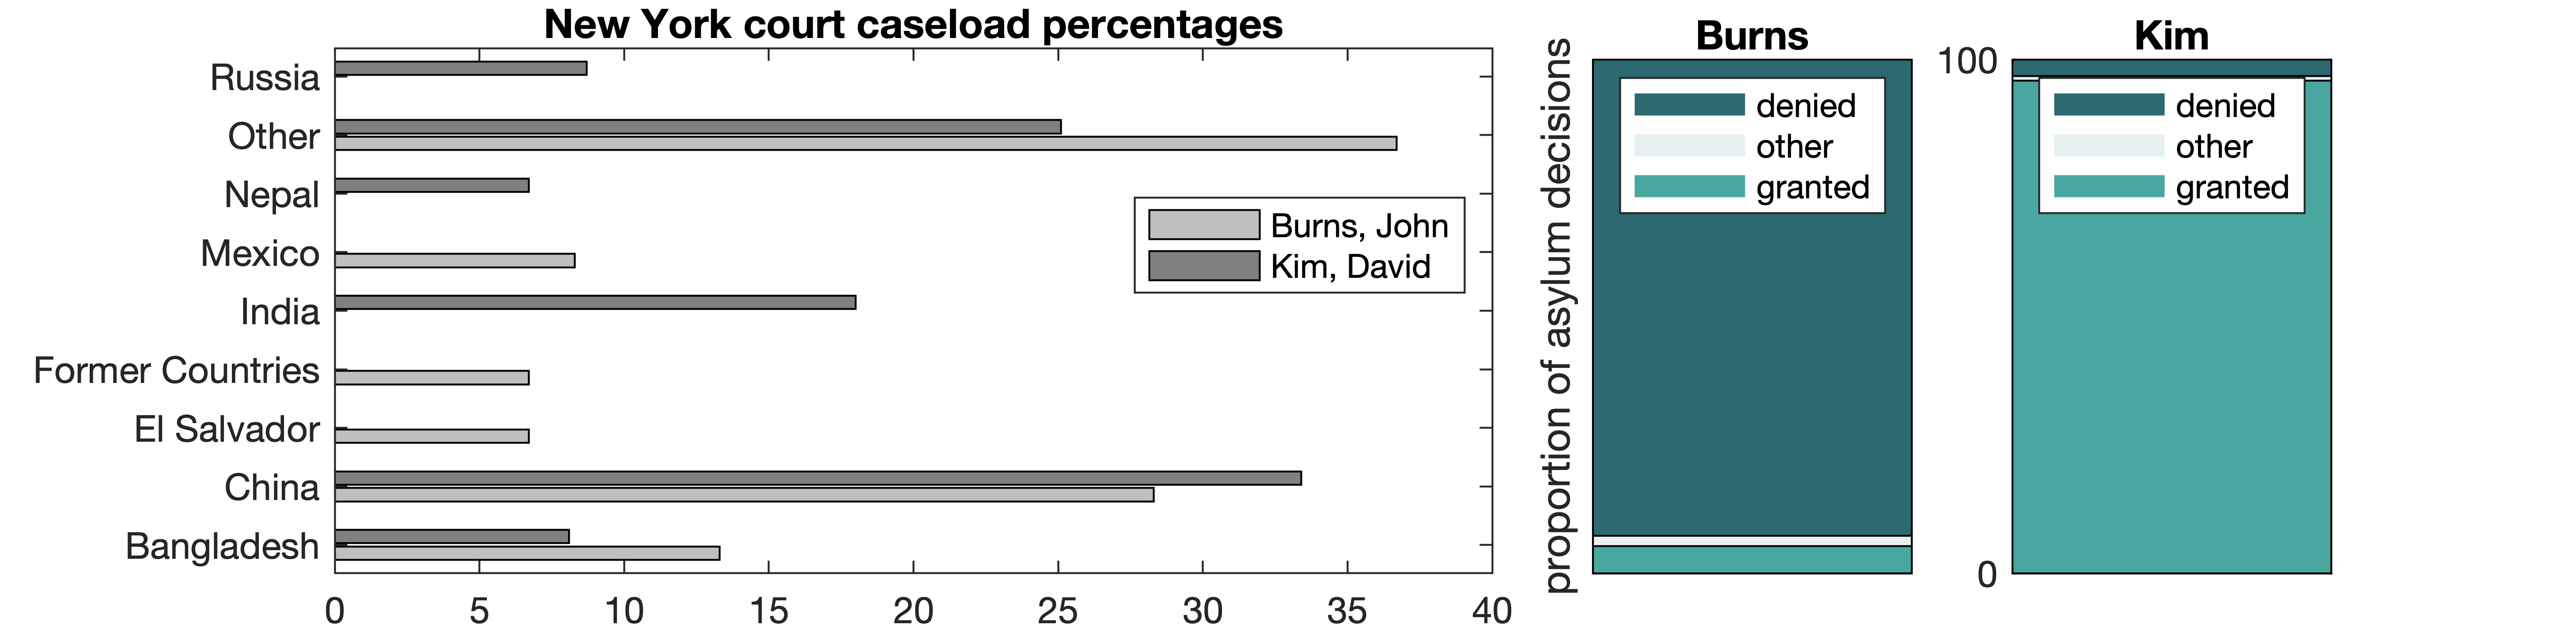 New York court caseload percentages
Russia
Other
Nepal
Mexico
India
Former Countries
El Salvador
China
Bangladesh
0 5 10 15 20 25 30 35 40
Burns, John
Kim, David
proportion of asylum decisions
Burns
denied
other
granted
Kim
100
0
denied
other
granted